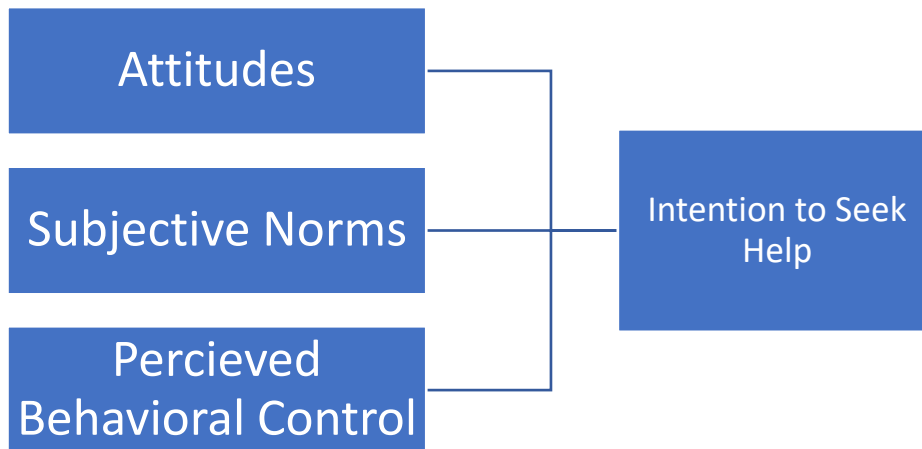 Attitudes
Subjective Norms
Percieved
Behavioral Control
Intention to Seek
Help